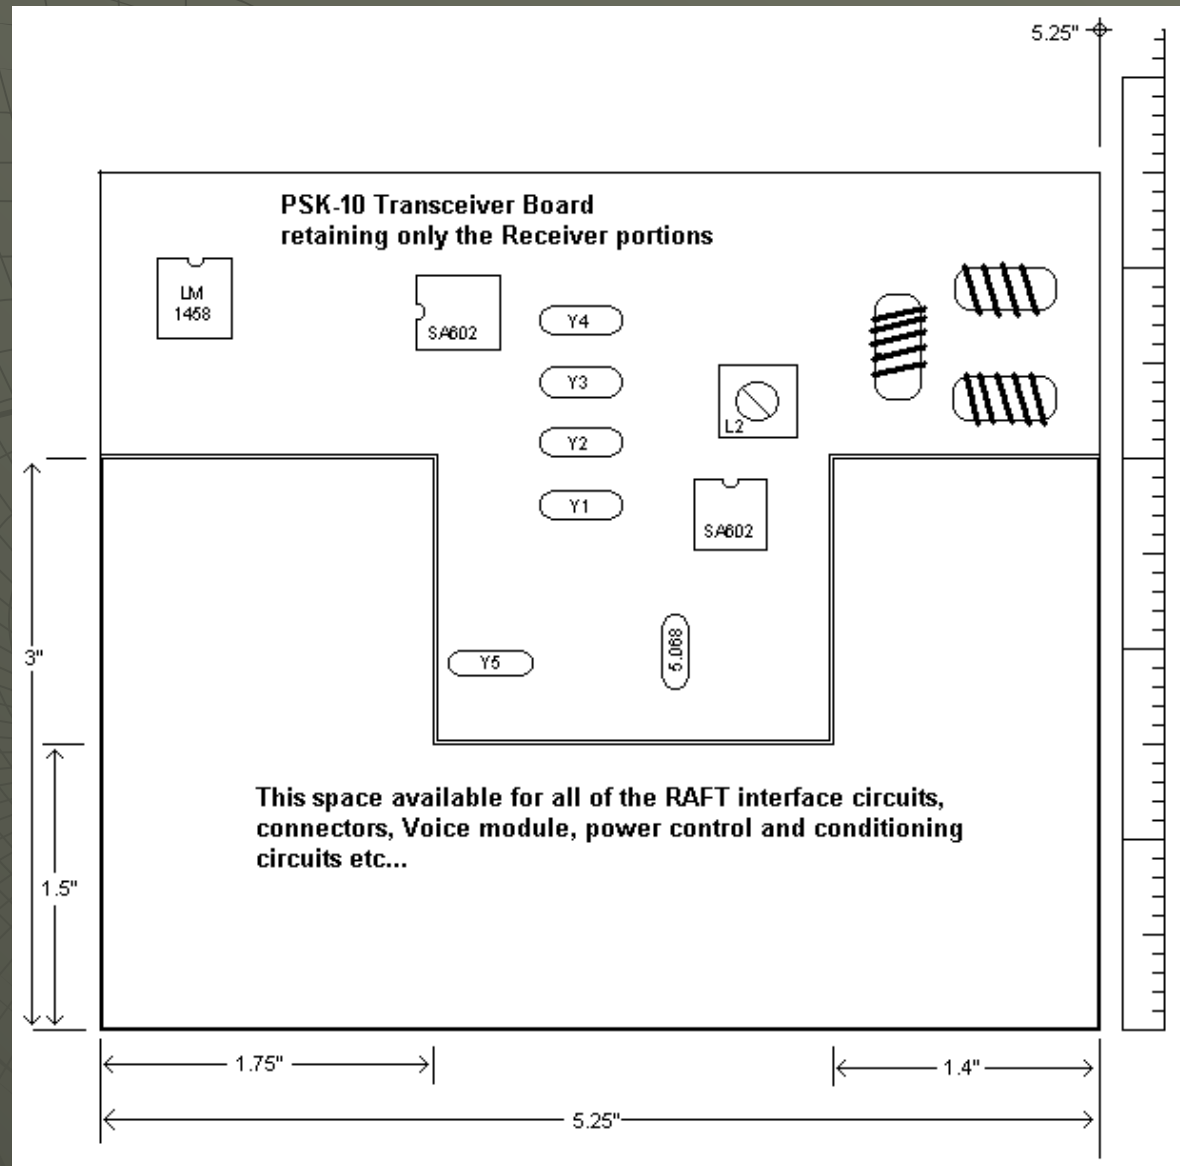 5.25"
PSK-10 Transceiver Board
retaining only the Receiver portions
LM
1458
SA602
Y4
Y3
Y2
Y1
L2
SA602
Y5
5.068
3"
1.5"
This space available for all of the RAFT interface circuits,
connectors, Voice module, power control and conditioning
circuits etc...
1.75"
1.4"
5.25"